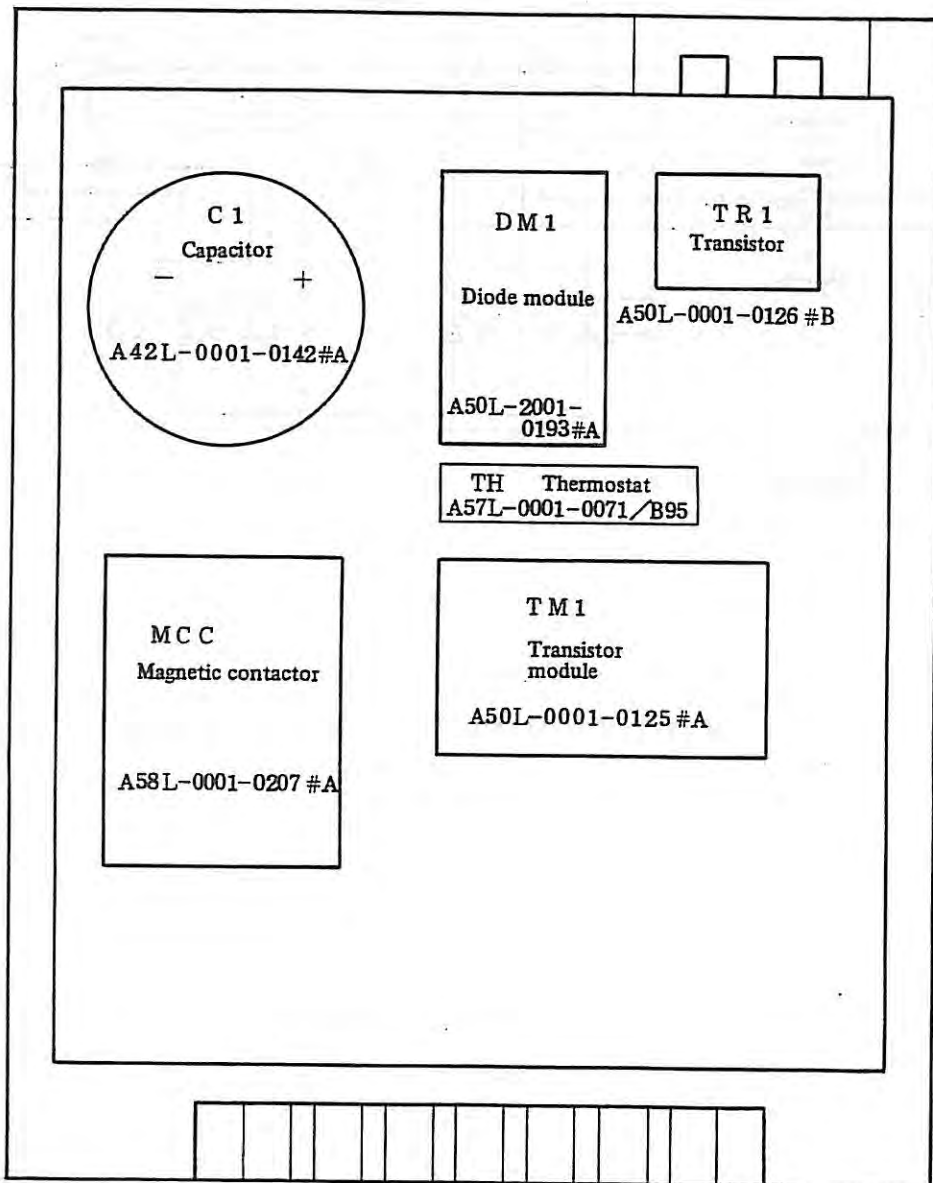 C1
Capacitor
− +
A42L-0001-0142#A
DM1
Diode module
A50L-2001-
0193#A
TR1
Transistor
A50L-0001-0126#B
TH Thermostat
A57L-0001-0071/B95
MCC
Magnetic contactor
A58L-0001-0207#A
TM1
Transistor
module
A50L-0001-0125#A